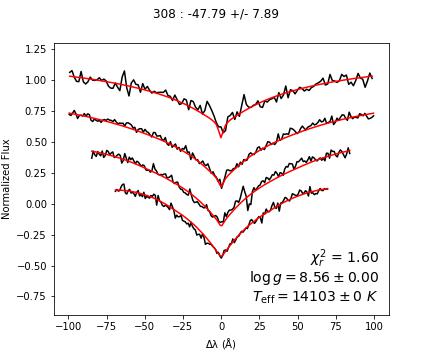 308 : -47.79 +/- 7.89
1.25
1.00
0.75
0.50
0.25
0.00
−0.25
−0.50
−0.75
Normalized Flux
χ²ᵣ = 1.60
log g = 8.56 ± 0.00
T_eff = 14103 ± 0 K
−100 −75 −50 −25 0 25 50 75 100
Δλ (Å)